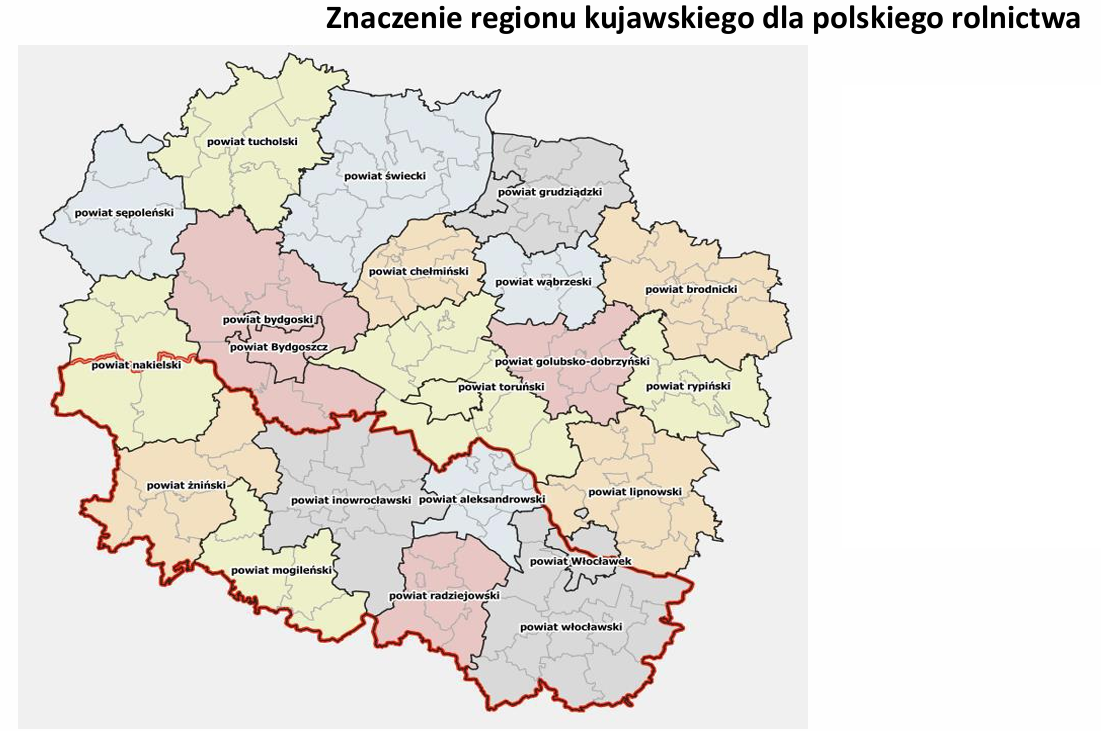 Znaczenie regionu kujawskiego dla polskiego rolnictwa
powiat tucholski
powiat świecki
powiat grudziądzki
powiat sępoleński
powiat chełmiński
powiat wąbrzeski
powiat brodnicki
powiat bydgoski
powiat Bydgoszcz
powiat nakielski
powiat golubsko-dobrzyński
powiat toruński
powiat rypiński
powiat żniński
powiat inowrocławski
powiat aleksandrowski
powiat lipnowski
powiat mogileński
powiat Włocławek
powiat radziejowski
powiat włocławski